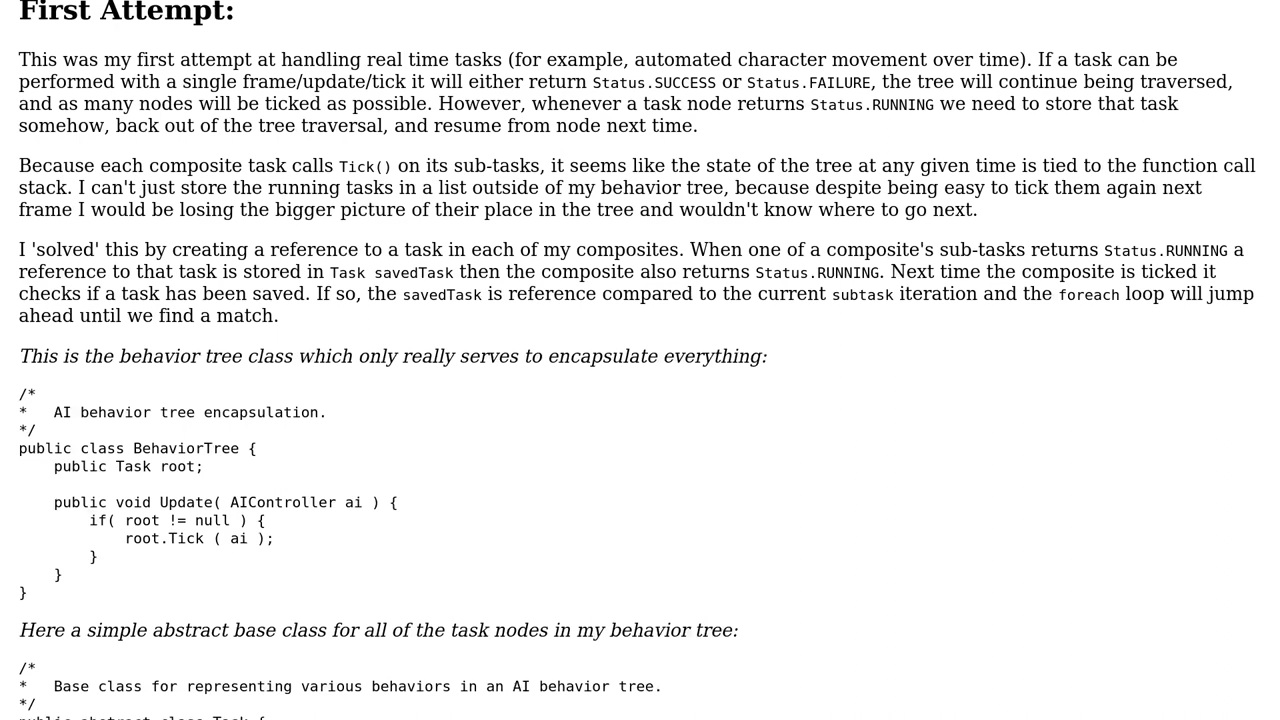 First Attempt:
This was my first attempt at handling real time tasks (for example, automated character movement over time). If a task can be
performed with a single frame/update/tick it will either return Status.SUCCESS or Status.FAILURE, the tree will continue being traversed,
and as many nodes will be ticked as possible. However, whenever a task node returns Status.RUNNING we need to store that task
somehow, back out of the tree traversal, and resume from node next time.
Because each composite task calls Tick() on its sub-tasks, it seems like the state of the tree at any given time is tied to the function call
stack. I can't just store the running tasks in a list outside of my behavior tree, because despite being easy to tick them again next
frame I would be losing the bigger picture of their place in the tree and wouldn't know where to go next.
I 'solved' this by creating a reference to a task in each of my composites. When one of a composite's sub-tasks returns Status.RUNNING a
reference to that task is stored in Task savedTask then the composite also returns Status.RUNNING. Next time the composite is ticked it
checks if a task has been saved. If so, the savedTask is reference compared to the current subtask iteration and the foreach loop will jump
ahead until we find a match.
This is the behavior tree class which only really serves to encapsulate everything:
/*
*   AI behavior tree encapsulation.
*/
public class BehaviorTree {
    public Task root;
    public void Update( AIController ai ) {
        if( root != null ) {
            root.Tick ( ai );
        }
    }
}
Here a simple abstract base class for all of the task nodes in my behavior tree:
/*
*   Base class for representing various behaviors in an AI behavior tree.
*/
public abstract class Task {